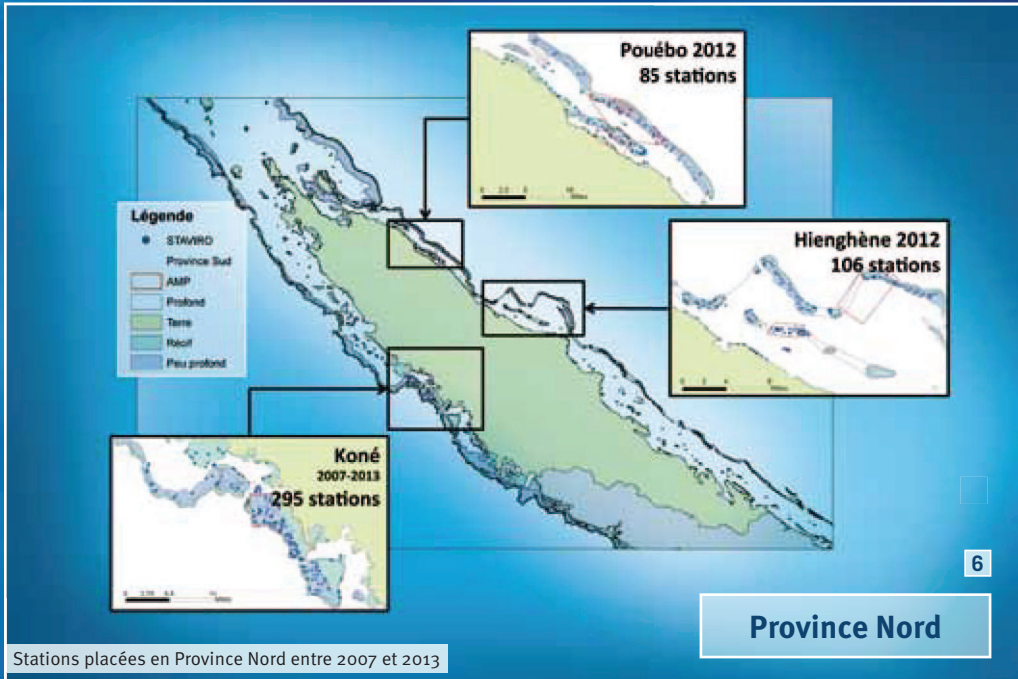 Pouébo 2012
85 stations
Légende
STAVIRO
Province Sud
AMP
Profond
Terre
Récif
Peu profond
Hienghène 2012
106 stations
Koné
2007-2013
295 stations
6
Province Nord
Stations placées en Province Nord entre 2007 et 2013